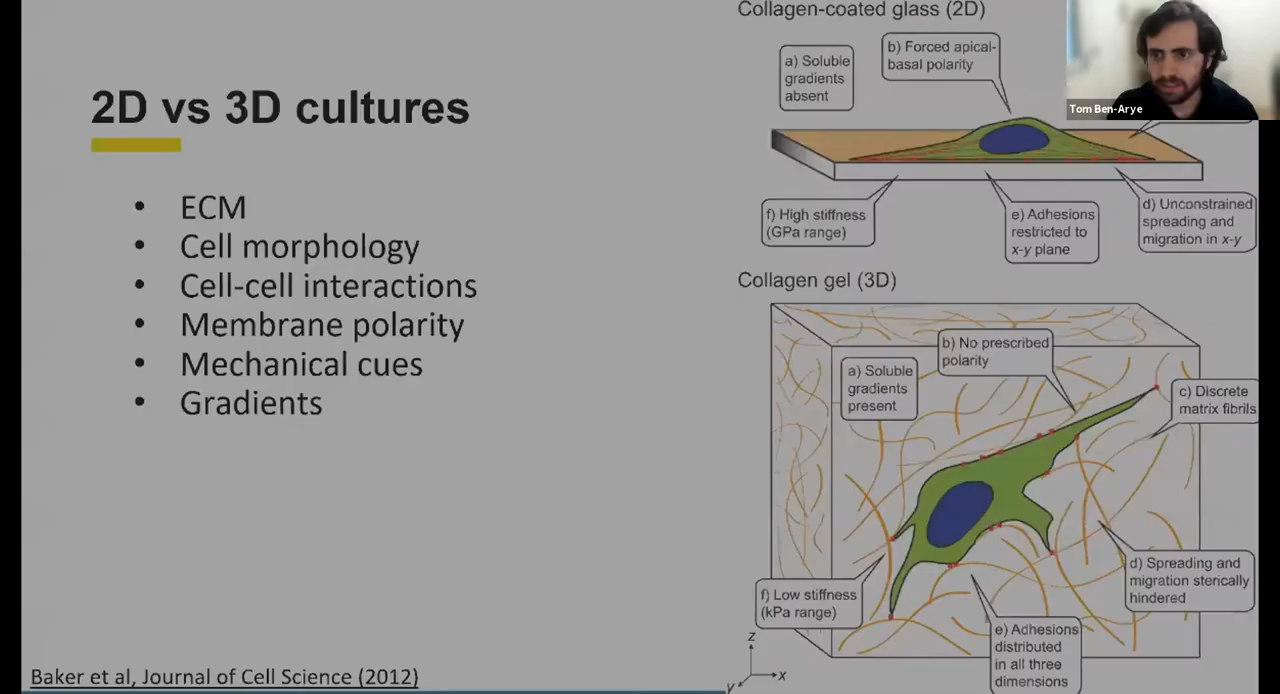 2D vs 3D cultures
• ECM
• Cell morphology
• Cell-cell interactions
• Membrane polarity
• Mechanical cues
• Gradients
Baker et al, Journal of Cell Science (2012)
Collagen-coated glass (2D)
a) Soluble
gradients
absent
b) Forced apical-
basal polarity
Tom Ben-Arye
f) High stiffness
(GPa range)
e) Adhesions
restricted to
x-y plane
d) Unconstrained
spreading and
migration in x-y
Collagen gel (3D)
b) No prescribed
polarity
a) Soluble
gradients
present
c) Discrete
matrix fibrils
d) Spreading and
migration sterically
hindered
f) Low stiffness
(kPa range)
e) Adhesions
distributed
in all three
dimensions
z
x
y